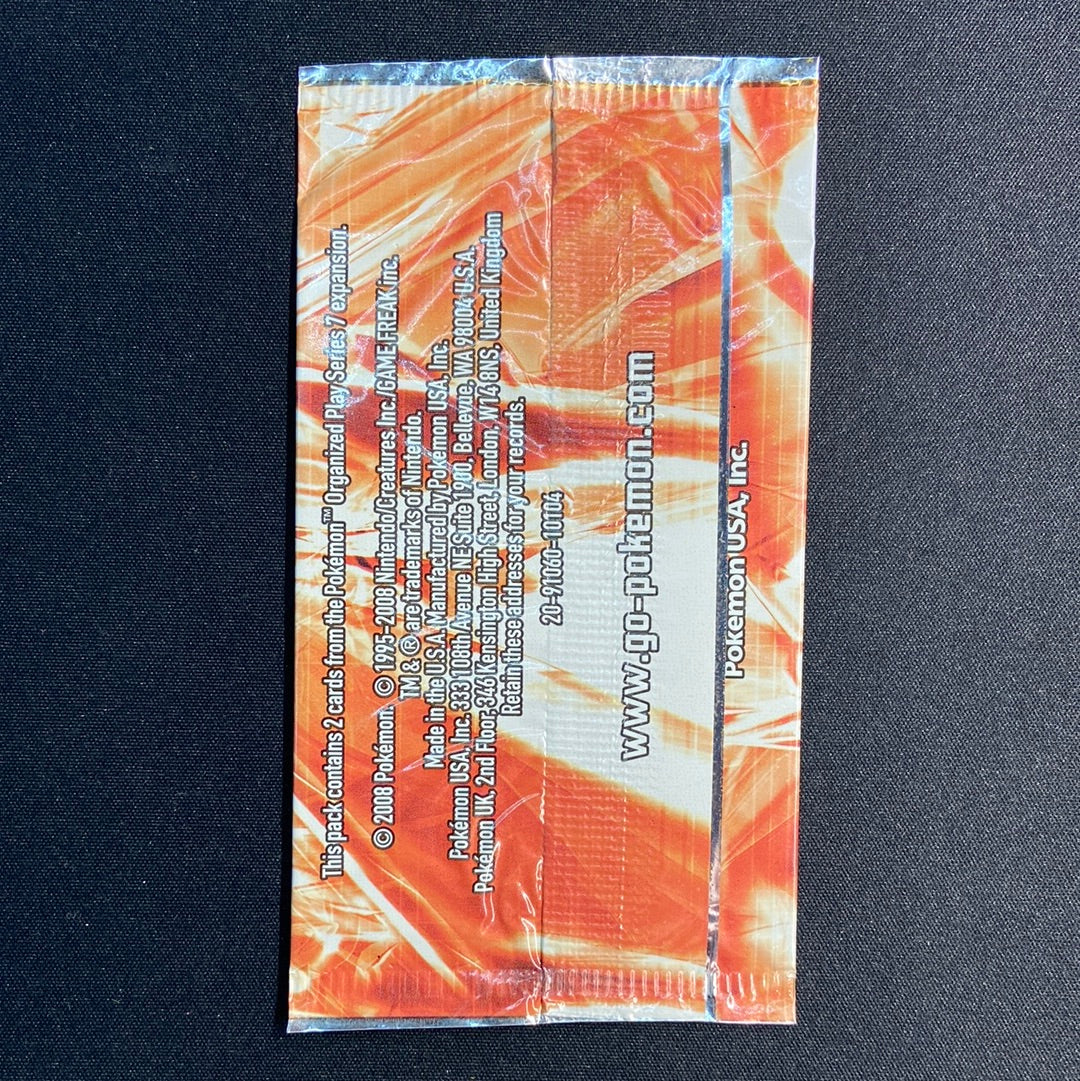 This pack contains 2 cards from the Pokémon™ Organized Play Series 7 expansion.
© 2008 Pokémon. © 1995-2008 Nintendo/Creatures Inc./GAME FREAK inc.
TM & ® are trademarks of Nintendo.
Made in the U.S.A. Manufactured by Pokémon USA, Inc.
Pokémon USA, Inc. 333 108th Avenue NE Suite 1200, Bellevue, WA 98004 U.S.A.
Pokémon UK, 2nd Floor, 346 Kensington High Street, London, W14 8NS, United Kingdom
Retain these addresses for your records.
20-91060-10104
www.go-pokemon.com
Pokémon USA, Inc.